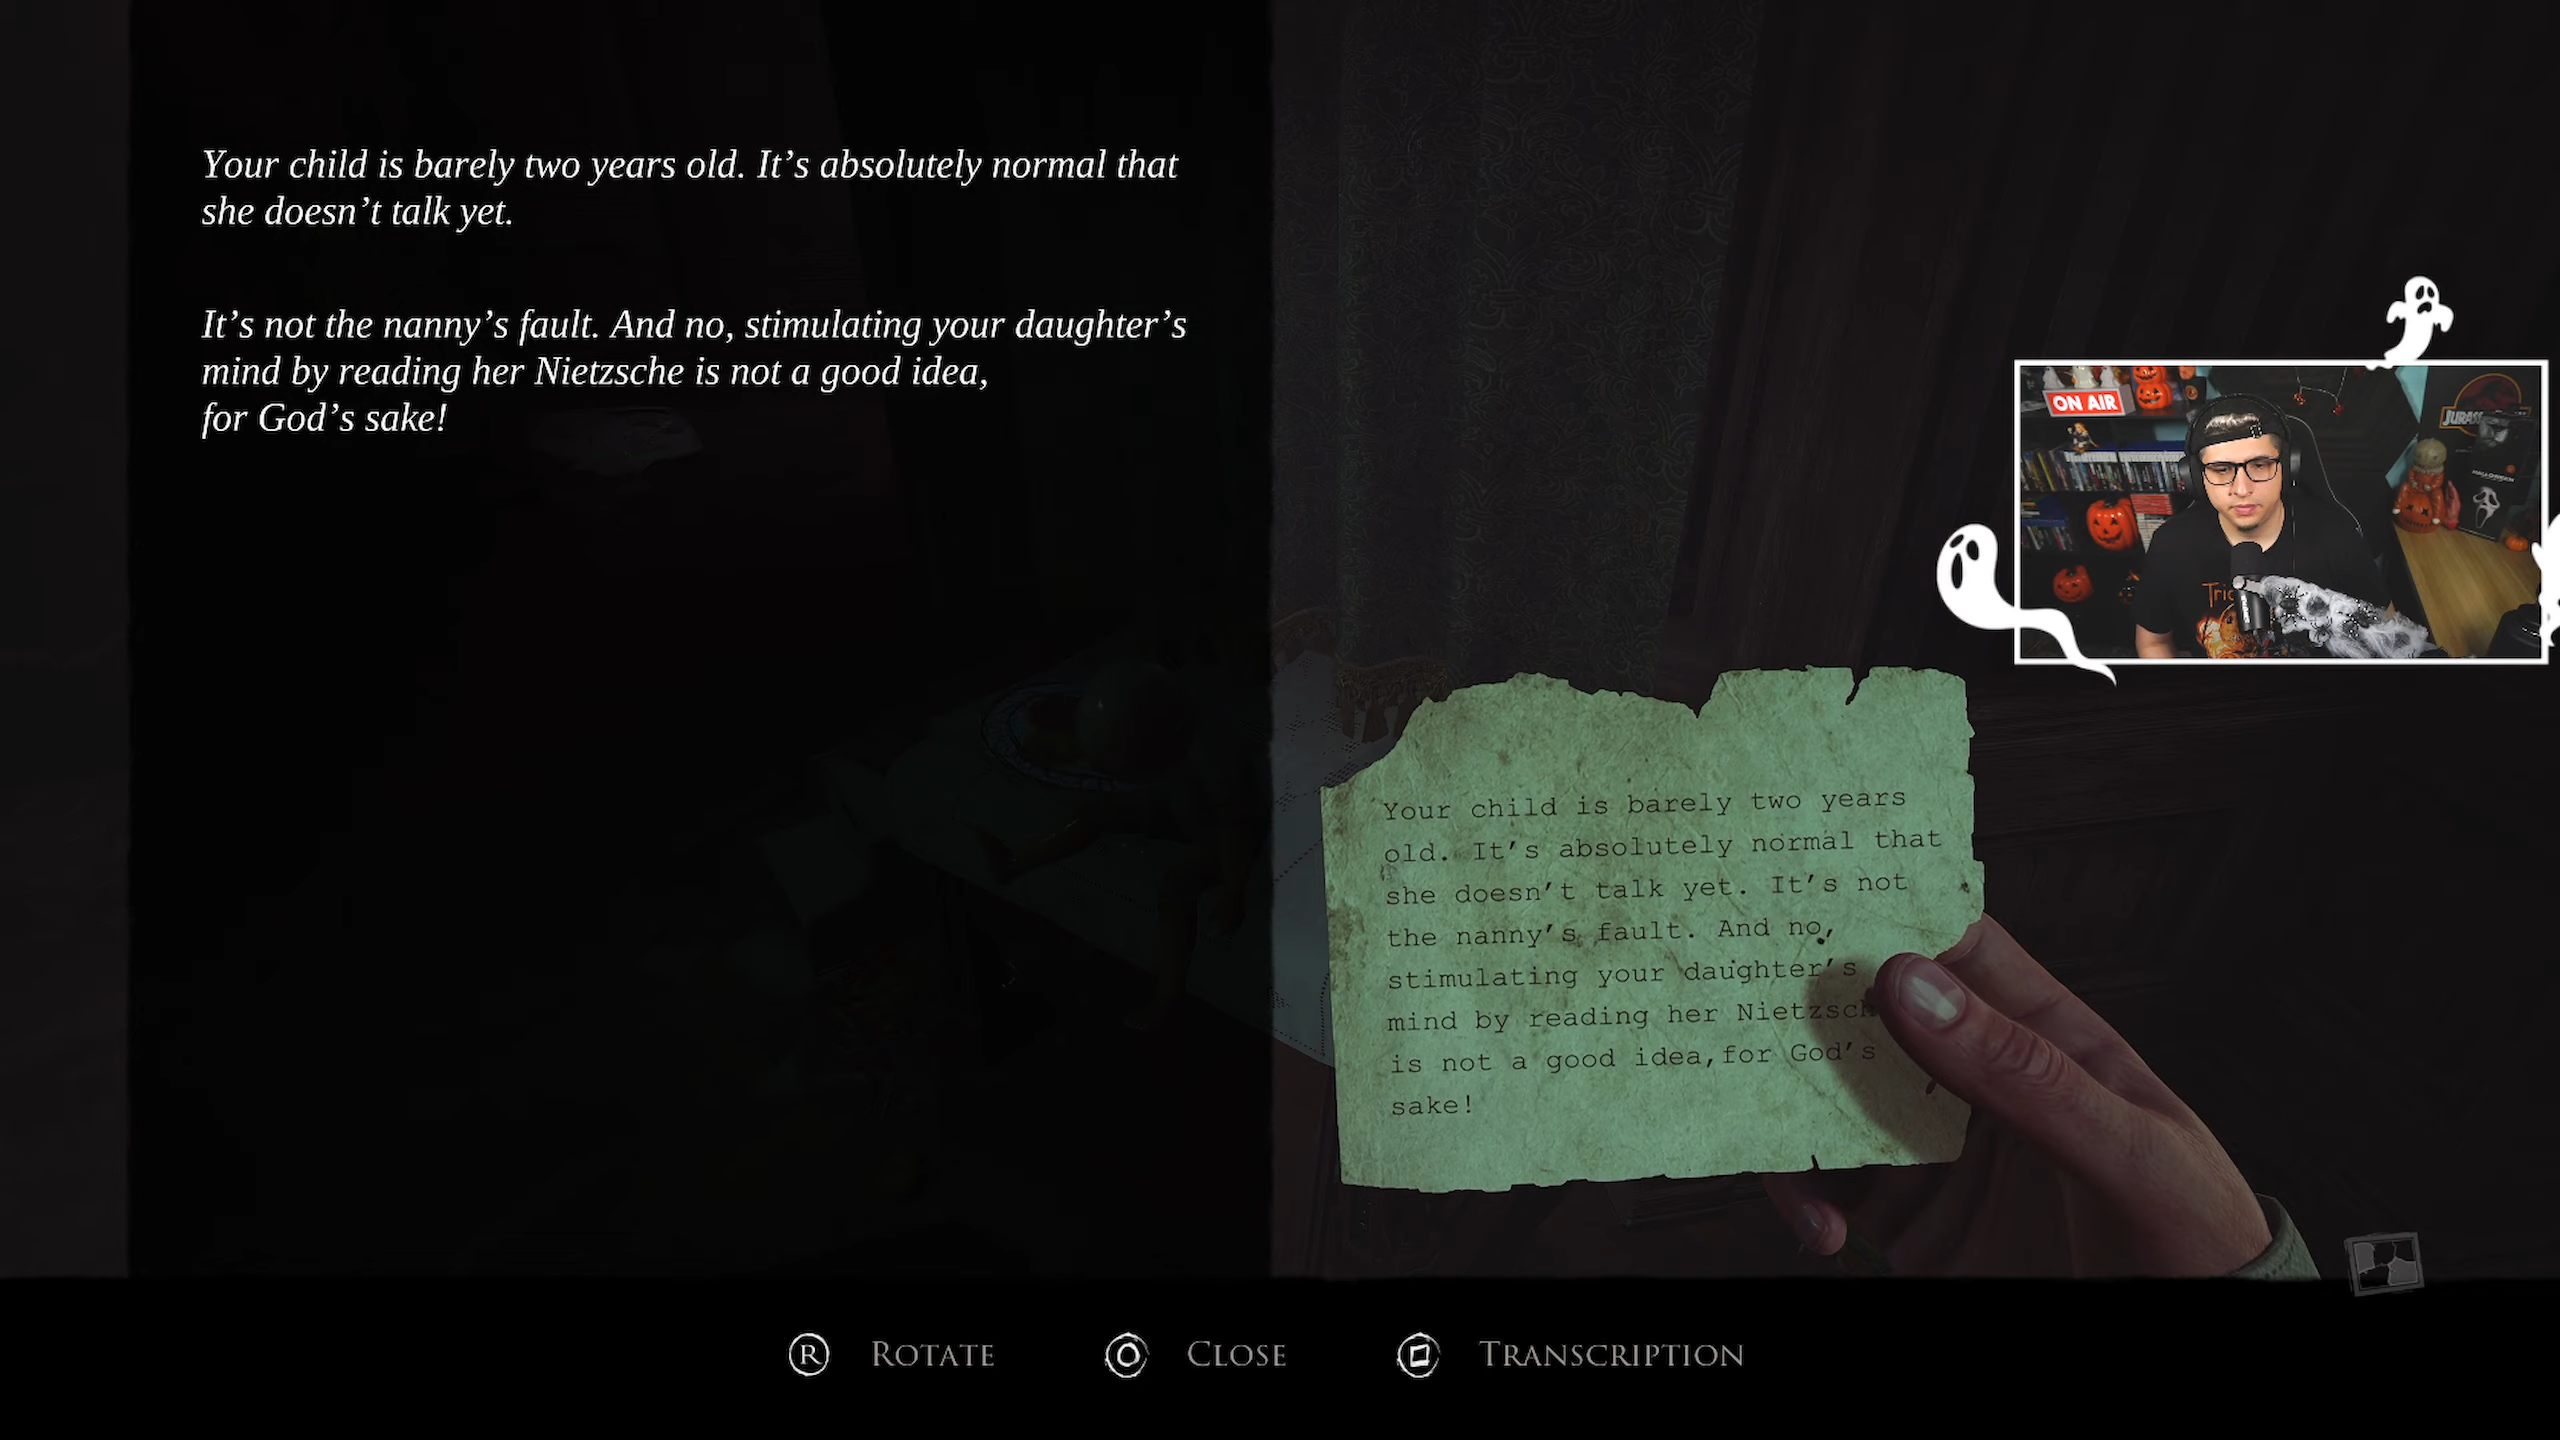 Your child is barely two years old. It’s absolutely normal that
she doesn’t talk yet.
It’s not the nanny’s fault. And no, stimulating your daughter’s
mind by reading her Nietzsche is not a good idea,
for God’s sake!
ON AIR
Your child is barely two years
old. It’s absolutely normal that
she doesn’t talk yet. It’s not
the nanny’s fault. And no,
stimulating your daughter’s
mind by reading her Nietzsch
is not a good idea,for God’s
sake!
R ROTATE CLOSE TRANSCRIPTION